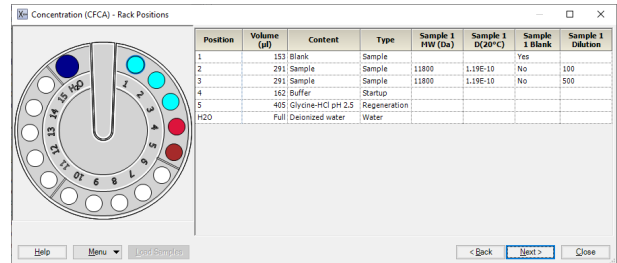 Concentration (CFCA) - Rack Positions
Position Volume (µl) Content Type Sample 1 MW (Da) Sample 1 D(20°C) Sample 1 Blank Sample 1 Dilution
1 153 Blank Sample Yes
2 291 Sample Sample 11800 1.19E-10 No 100
3 291 Sample Sample 11800 1.19E-10 No 500
4 162 Buffer Startup
5 405 Glycine-HCl pH 2.5 Regeneration
H2O Full Deionized water Water
H2O 1 2 3 4 5 6 7 8 9 10 11 12 13 14 15
Help Menu Load Samples < Back Next > Close